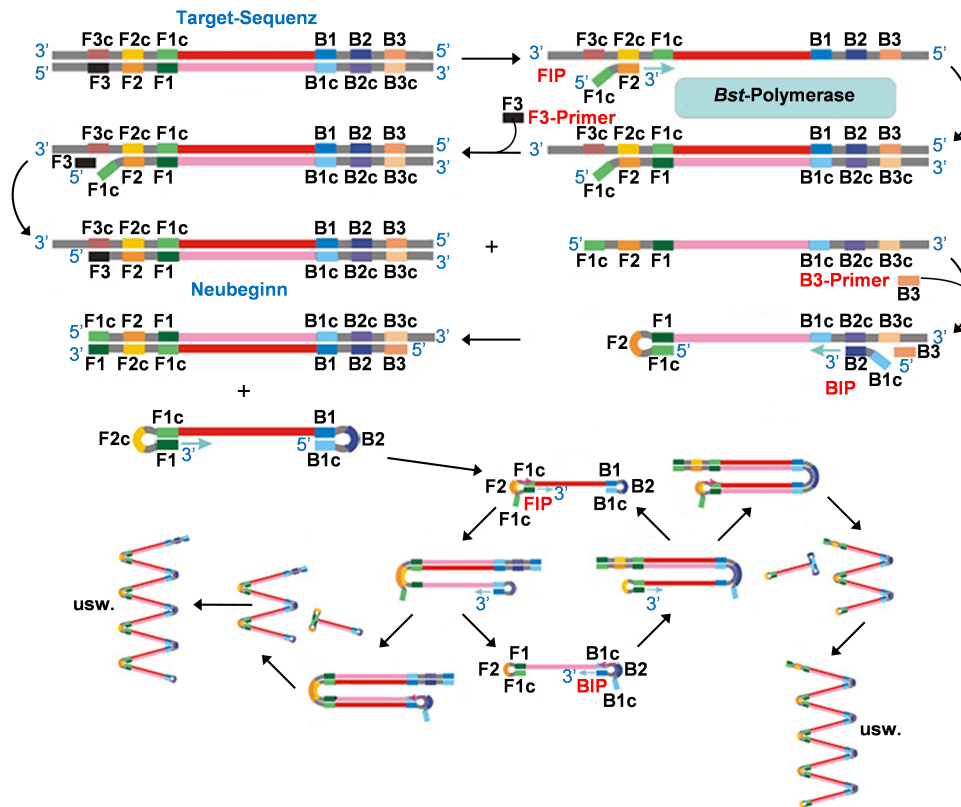 Target-Sequenz
F3c F2c F1c B1 B2 B3
3’ 5’
5’ 3’
F3 F2 F1 B1c B2c B3c
F3c F2c F1c B1 B2 B3
3’ 5’
FIP
5’ F2 3’
F1c
Bst-Polymerase
F3
F3-Primer
F3c F2c F1c B1 B2 B3
3’ 5’
F3 3’
5’ F1c F2 F1 B1c B2c B3c
F3c F2c F1c B1 B2 B3
3’ 5’
5’ 3’
F1c F2 F1 B1c B2c B3c
F3c F2c F1c B1 B2 B3
3’ 5’
5’ 3’
F3 F2 F1 B1c B2c B3c
Neubeginn
+
5’ 3’
F1c F2 F1 B1c B2c B3c
B3-Primer
B3
F1c F2 F1 B1c B2c B3c
5’ 3’
3’ 5’
F1 F2c F1c B1 B2 B3
F1 B1c B2c B3c
F2 3’
F1c 5’ 3’ B2 5’ B3
BIP B1c
+
F1c B1
F2c B2
3’ 5’
F1 B1c
F1c B1
F2 3’ B2
FIP B1c
F1c
3’
3’
F1 B1c
F2 B2
F1c 3’ BIP
B1c
usw.
usw.